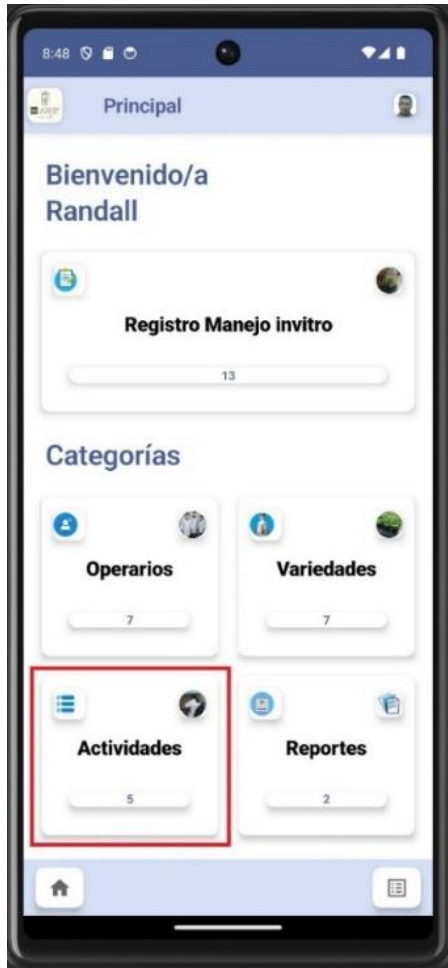 8:48
Principal
Bienvenido/a
Randall
Registro Manejo invitro
13
Categorías
Operarios
Variedades
7
7
Actividades
Reportes
5
2